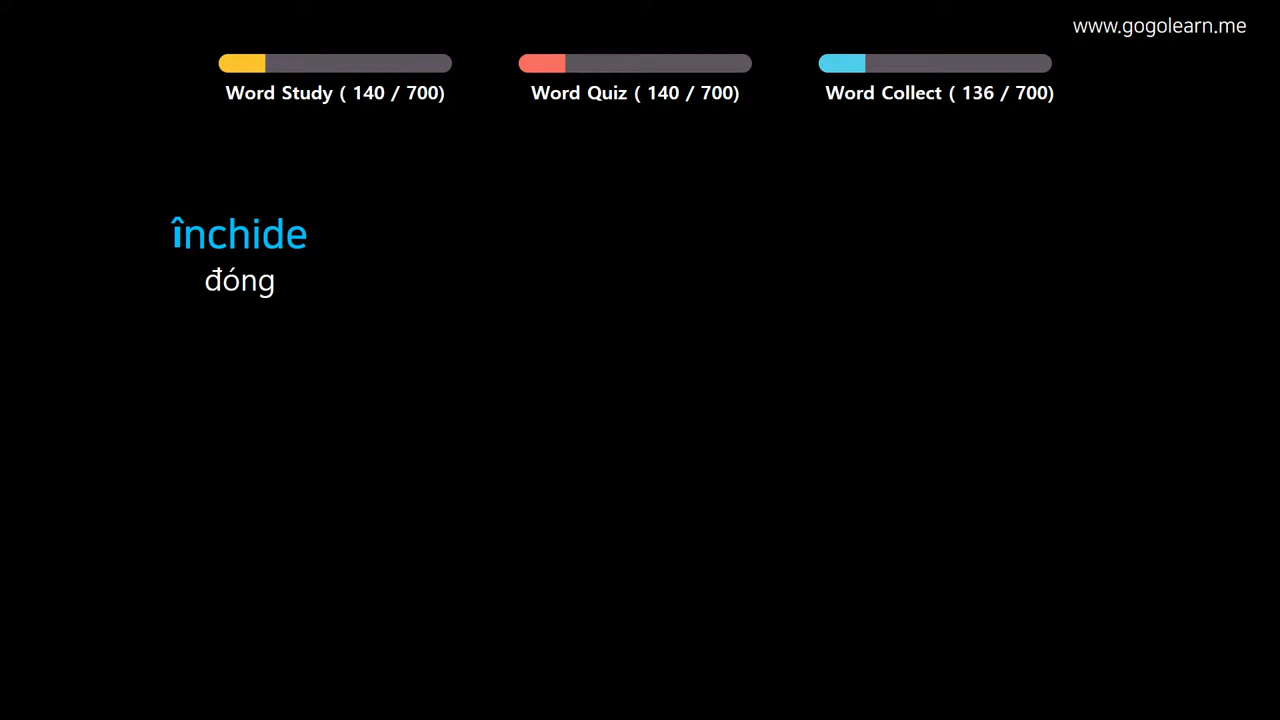 www.gogolearn.me
Word Study ( 140 / 700)
Word Quiz ( 140 / 700)
Word Collect ( 136 / 700)
închide
đóng